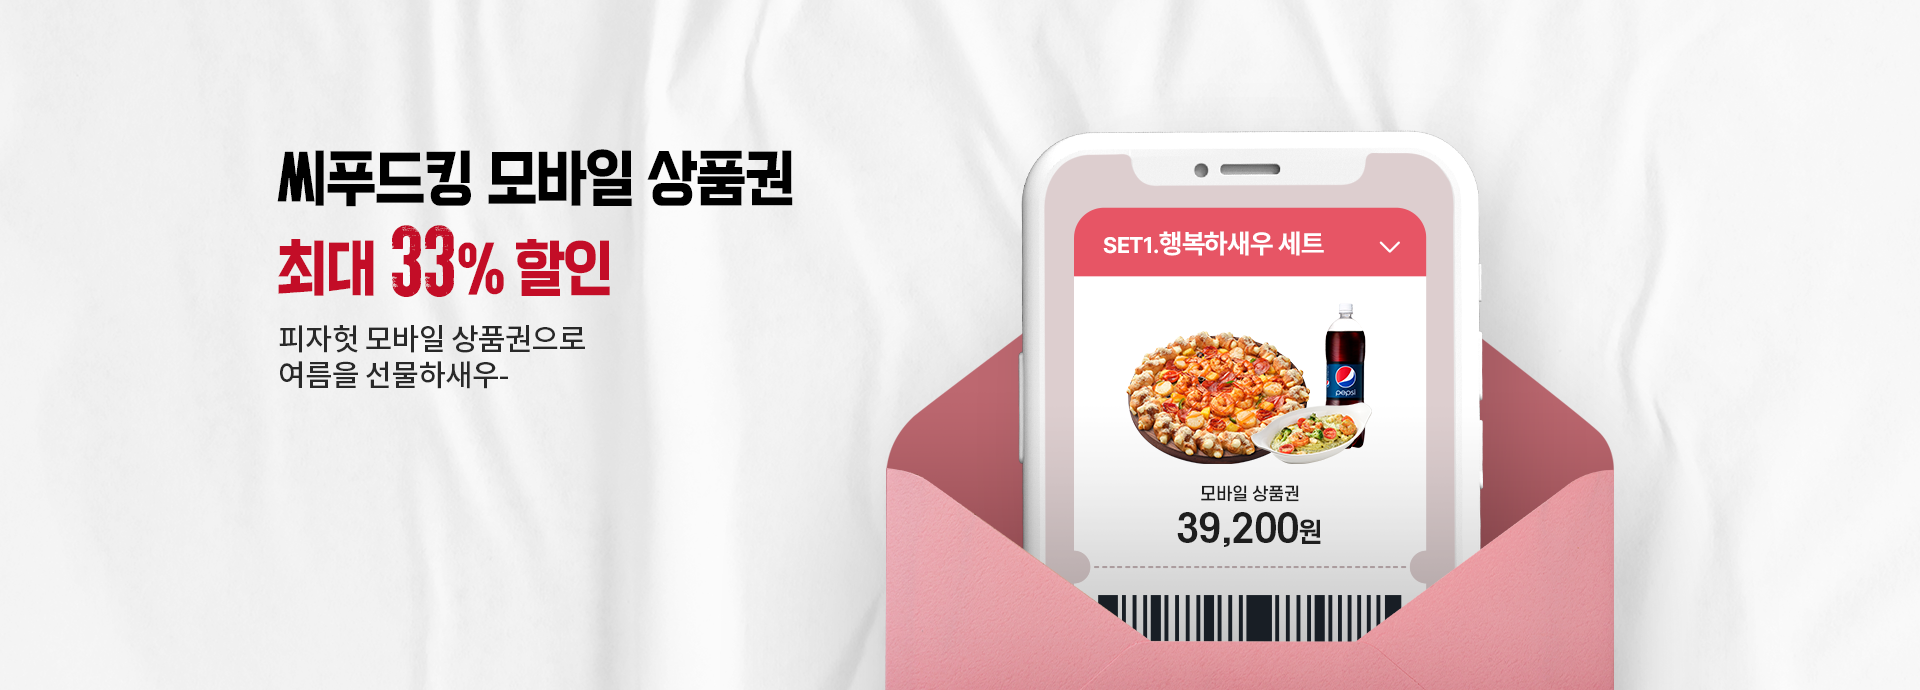 씨푸드킹 모바일 상품권
최대 33% 할인
피자헛 모바일 상품권으로
여름을 선물하새우-
SET1.행복하새우 세트
pepsi
모바일 상품권
39,200원